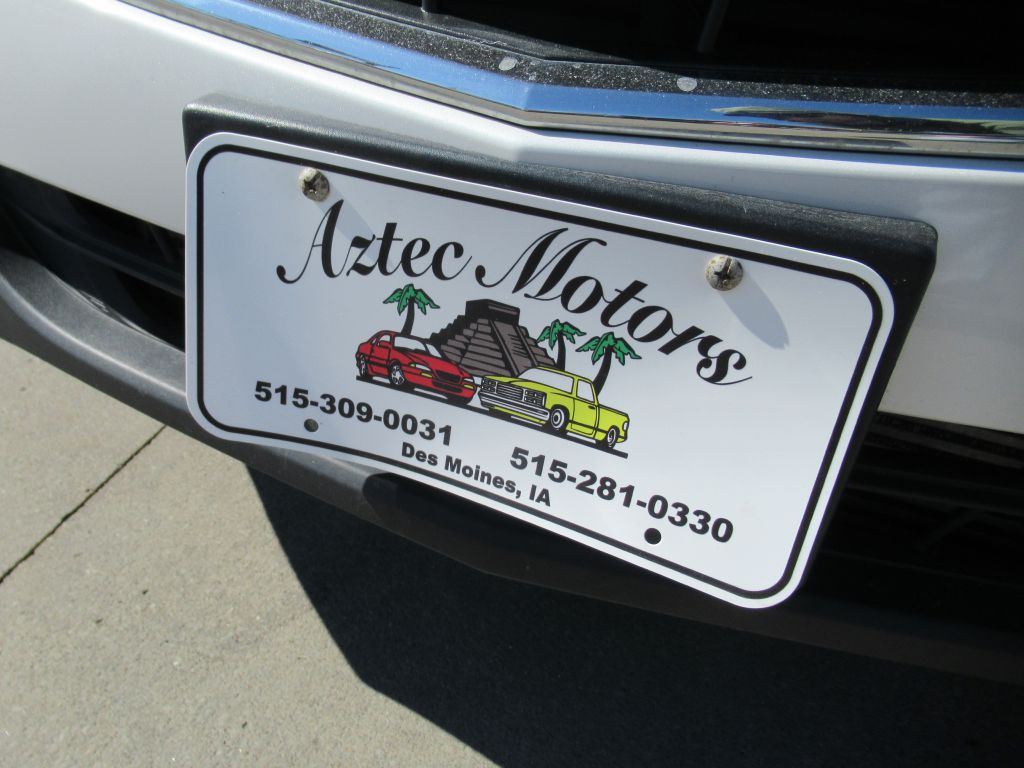 Aztec Motors
515-309-0031
515-281-0330
Des Moines, IA